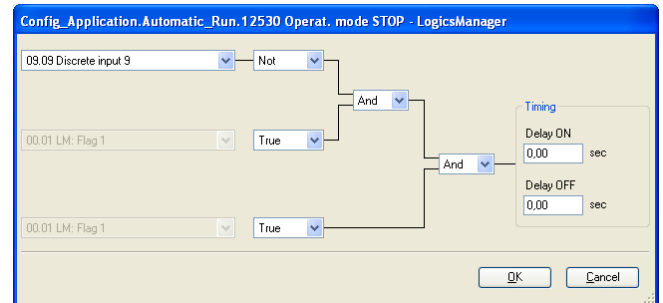 Config_Application.Automatic_Run.12530 Operat. mode STOP - LogicsManager
09.09 Discrete input 9 Not
And
Timing
Delay ON
00.01 LM: Flag 1 True
0,00 sec
And
Delay OFF
0,00 sec
00.01 LM: Flag 1 True
OK Cancel